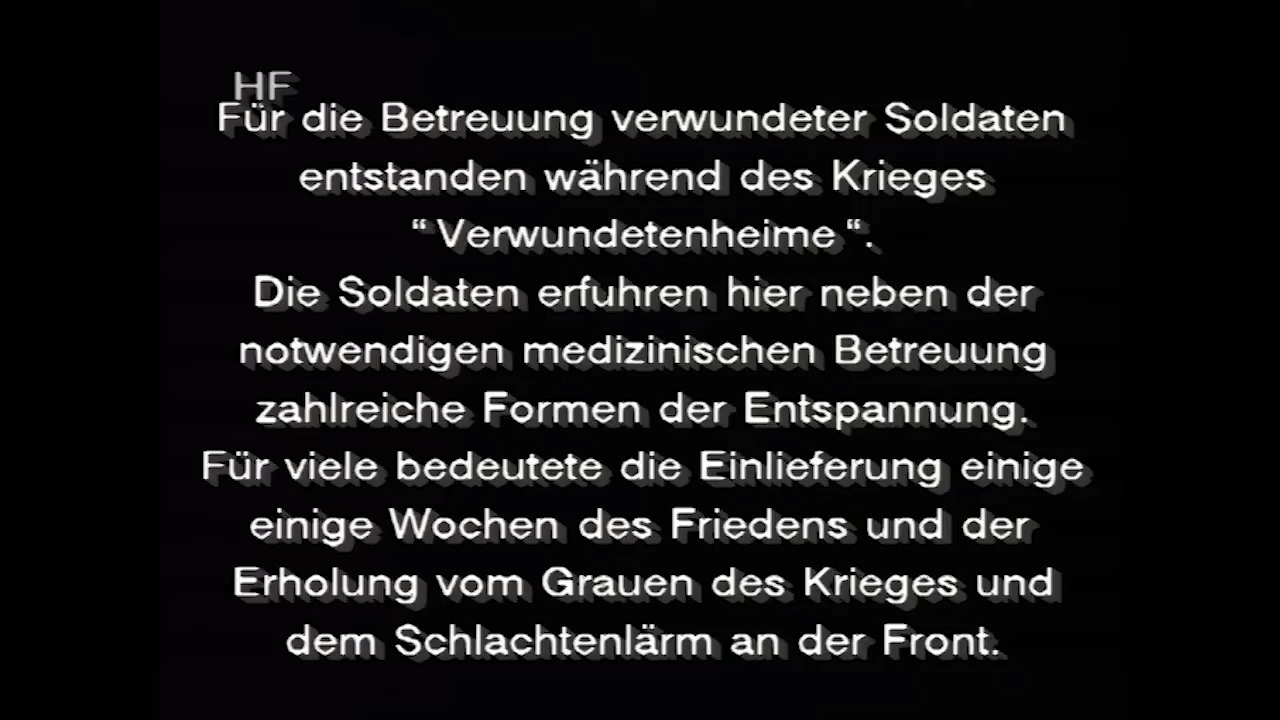 HF
Für die Betreuung verwundeter Soldaten
entstanden während des Krieges
“ Verwundetenheime “.
Die Soldaten erfuhren hier neben der
notwendigen medizinischen Betreuung
zahlreiche Formen der Entspannung.
Für viele bedeutete die Einlieferung einige
einige Wochen des Friedens und der
Erholung vom Grauen des Krieges und
dem Schlachtenlärm an der Front.